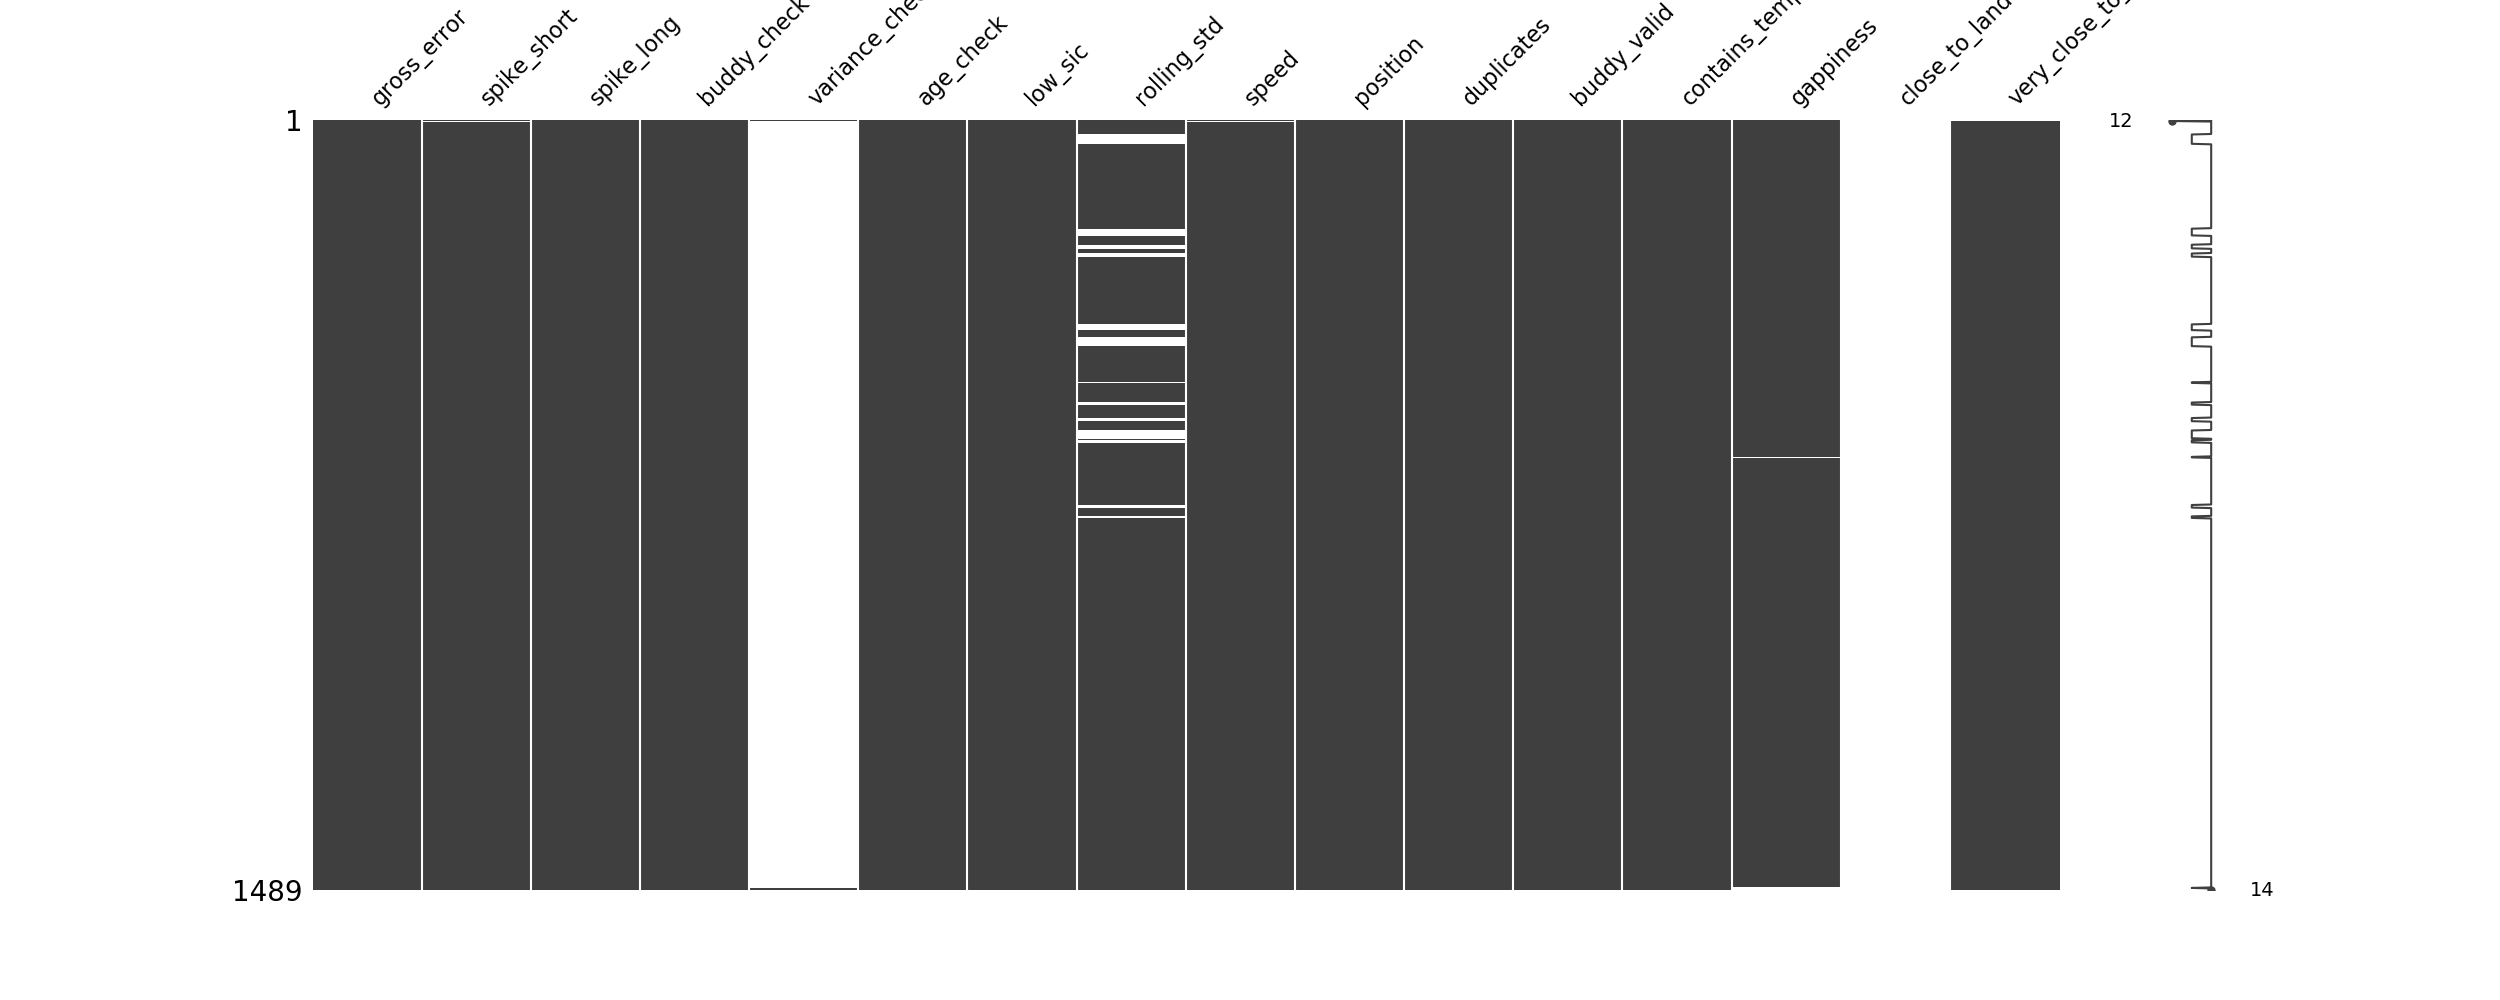 gross_error
spike_short
spike_long
buddy_check
variance_che
age_check
low_sic
rolling_std
speed
position
duplicates
buddy_valid
contains_temp
gappiness
close_to_land
very_close_to_
1
12
1489
14